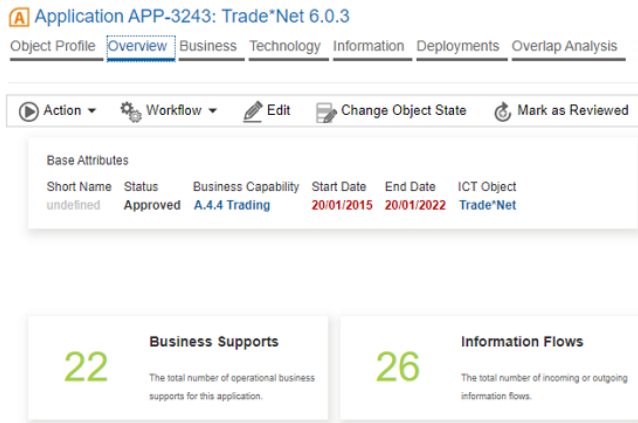 A Application APP-3243: Trade*Net 6.0.3
Object Profile Overview Business Technology Information Deployments Overlap Analysis
Action Workflow Edit Change Object State Mark as Reviewed
Base Attributes
Short Name Status Business Capability Start Date End Date ICT Object
undefined Approved A.4.4 Trading 20/01/2015 20/01/2022 Trade*Net
22
Business Supports
The total number of operational business
supports for this application.
26
Information Flows
The total number of incoming or outgoing
information flows.